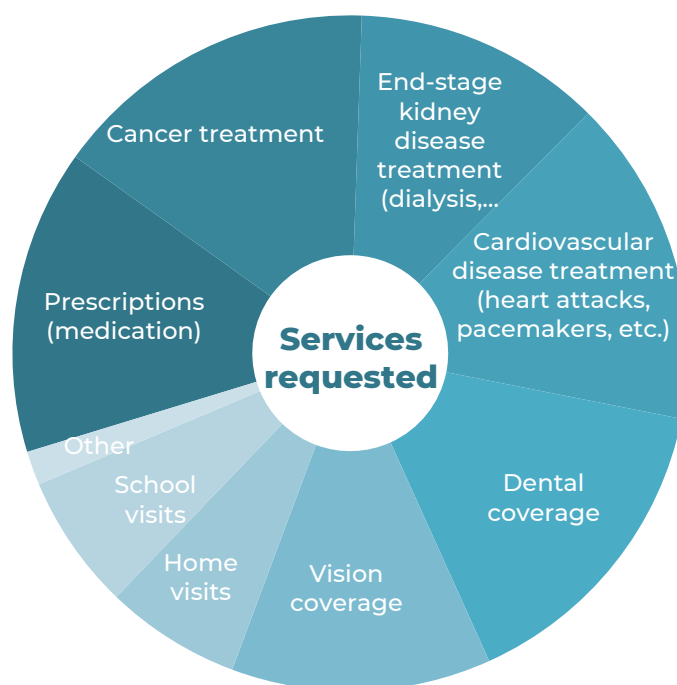 End-stage
kidney
disease
treatment
(dialysis,...
Cancer treatment
Cardiovascular
disease treatment
(heart attacks,
pacemakers, etc.)
Prescriptions
(medication)
Services
requested
Other
School
visits
Dental
coverage
Home
visits
Vision
coverage